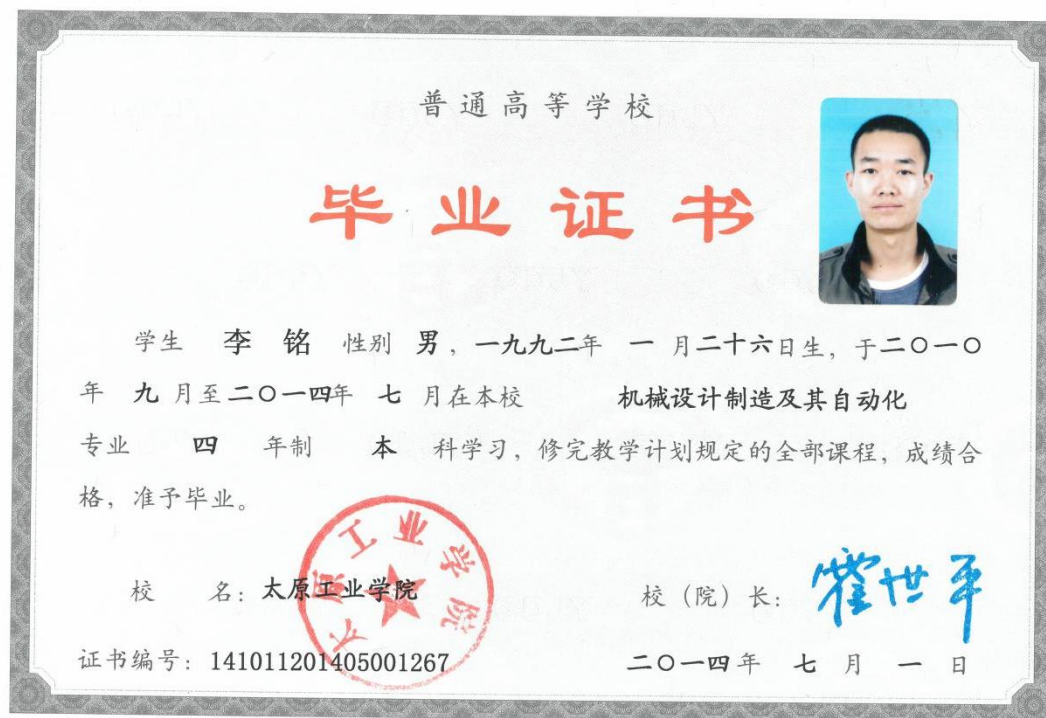 普通高等学校
毕业证书
学生 李 铭 性别 男，一九九二年 一 月二十六日生，于二〇一〇
年 九 月至二〇一四年 七 月在本校 机械设计制造及其自动化
专业 四 年制 本 科学习，修完教学计划规定的全部课程，成绩合
格，准予毕业。
太原工业学院
校 名：太原工业学院
校（院）长：霍世平
证书编号：141011201405001267
二〇一四年 七 月 一 日